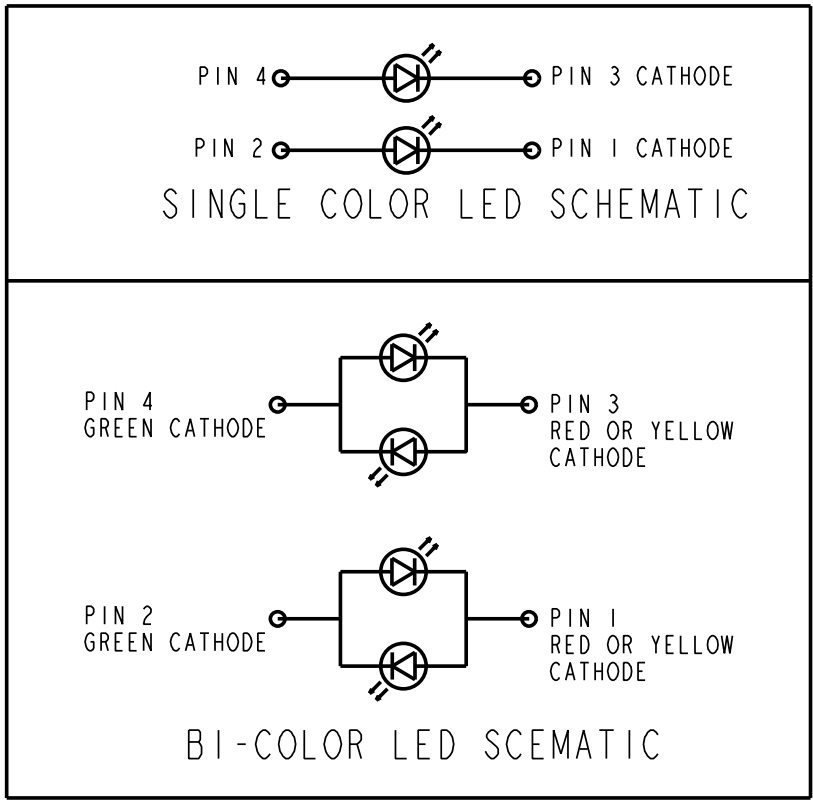 PIN 4 PIN 3 CATHODE
PIN 2 PIN 1 CATHODE
SINGLE COLOR LED SCHEMATIC
PIN 4
GREEN CATHODE
PIN 3
RED OR YELLOW
CATHODE
PIN 2
GREEN CATHODE
PIN 1
RED OR YELLOW
CATHODE
BI-COLOR LED SCEMATIC